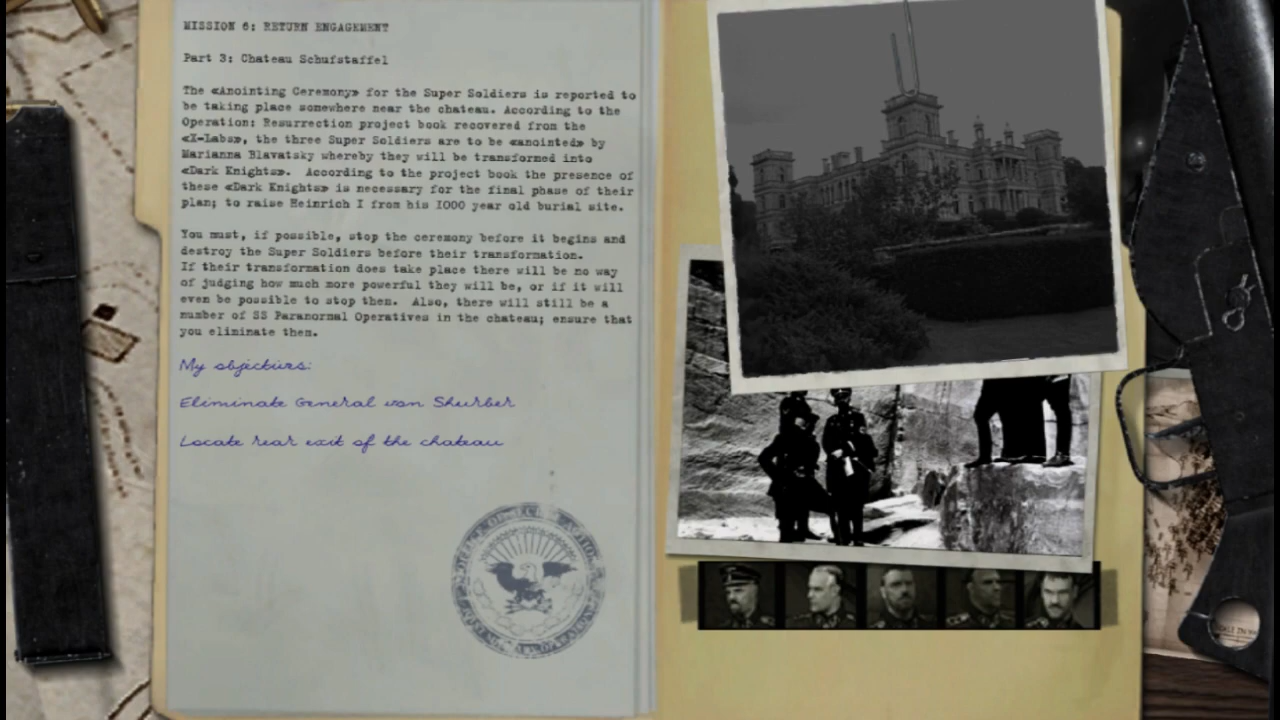 MISSION 6: RETURN ENGAGEMENT
Part 3: Chateau Schufstaffel
The «Anointing Ceremony» for the Super Soldiers is reported to
be taking place somewhere near the chateau. According to the
Operation: Resurrection project book recovered from the
«X-Labs», the three Super Soldiers are to be «anointed» by
Marianna Blavatsky whereby they will be transformed into
«Dark Knights».  According to the project book the presence of
these «Dark Knights» is necessary for the final phase of their
plan; to raise Heinrich I from his 1000 year old burial site.
You must, if possible, stop the ceremony before it begins and
destroy the Super Soldiers before their transformation.
If their transformation does take place there will be no way
of judging how much more powerful they will be, or if it will
even be possible to stop them.  Also, there will still be a
number of SS Paranormal Operatives in the chateau; ensure that
you eliminate them.
My objectives:
Eliminate General von Shurber
Locate rear exit of the chateau